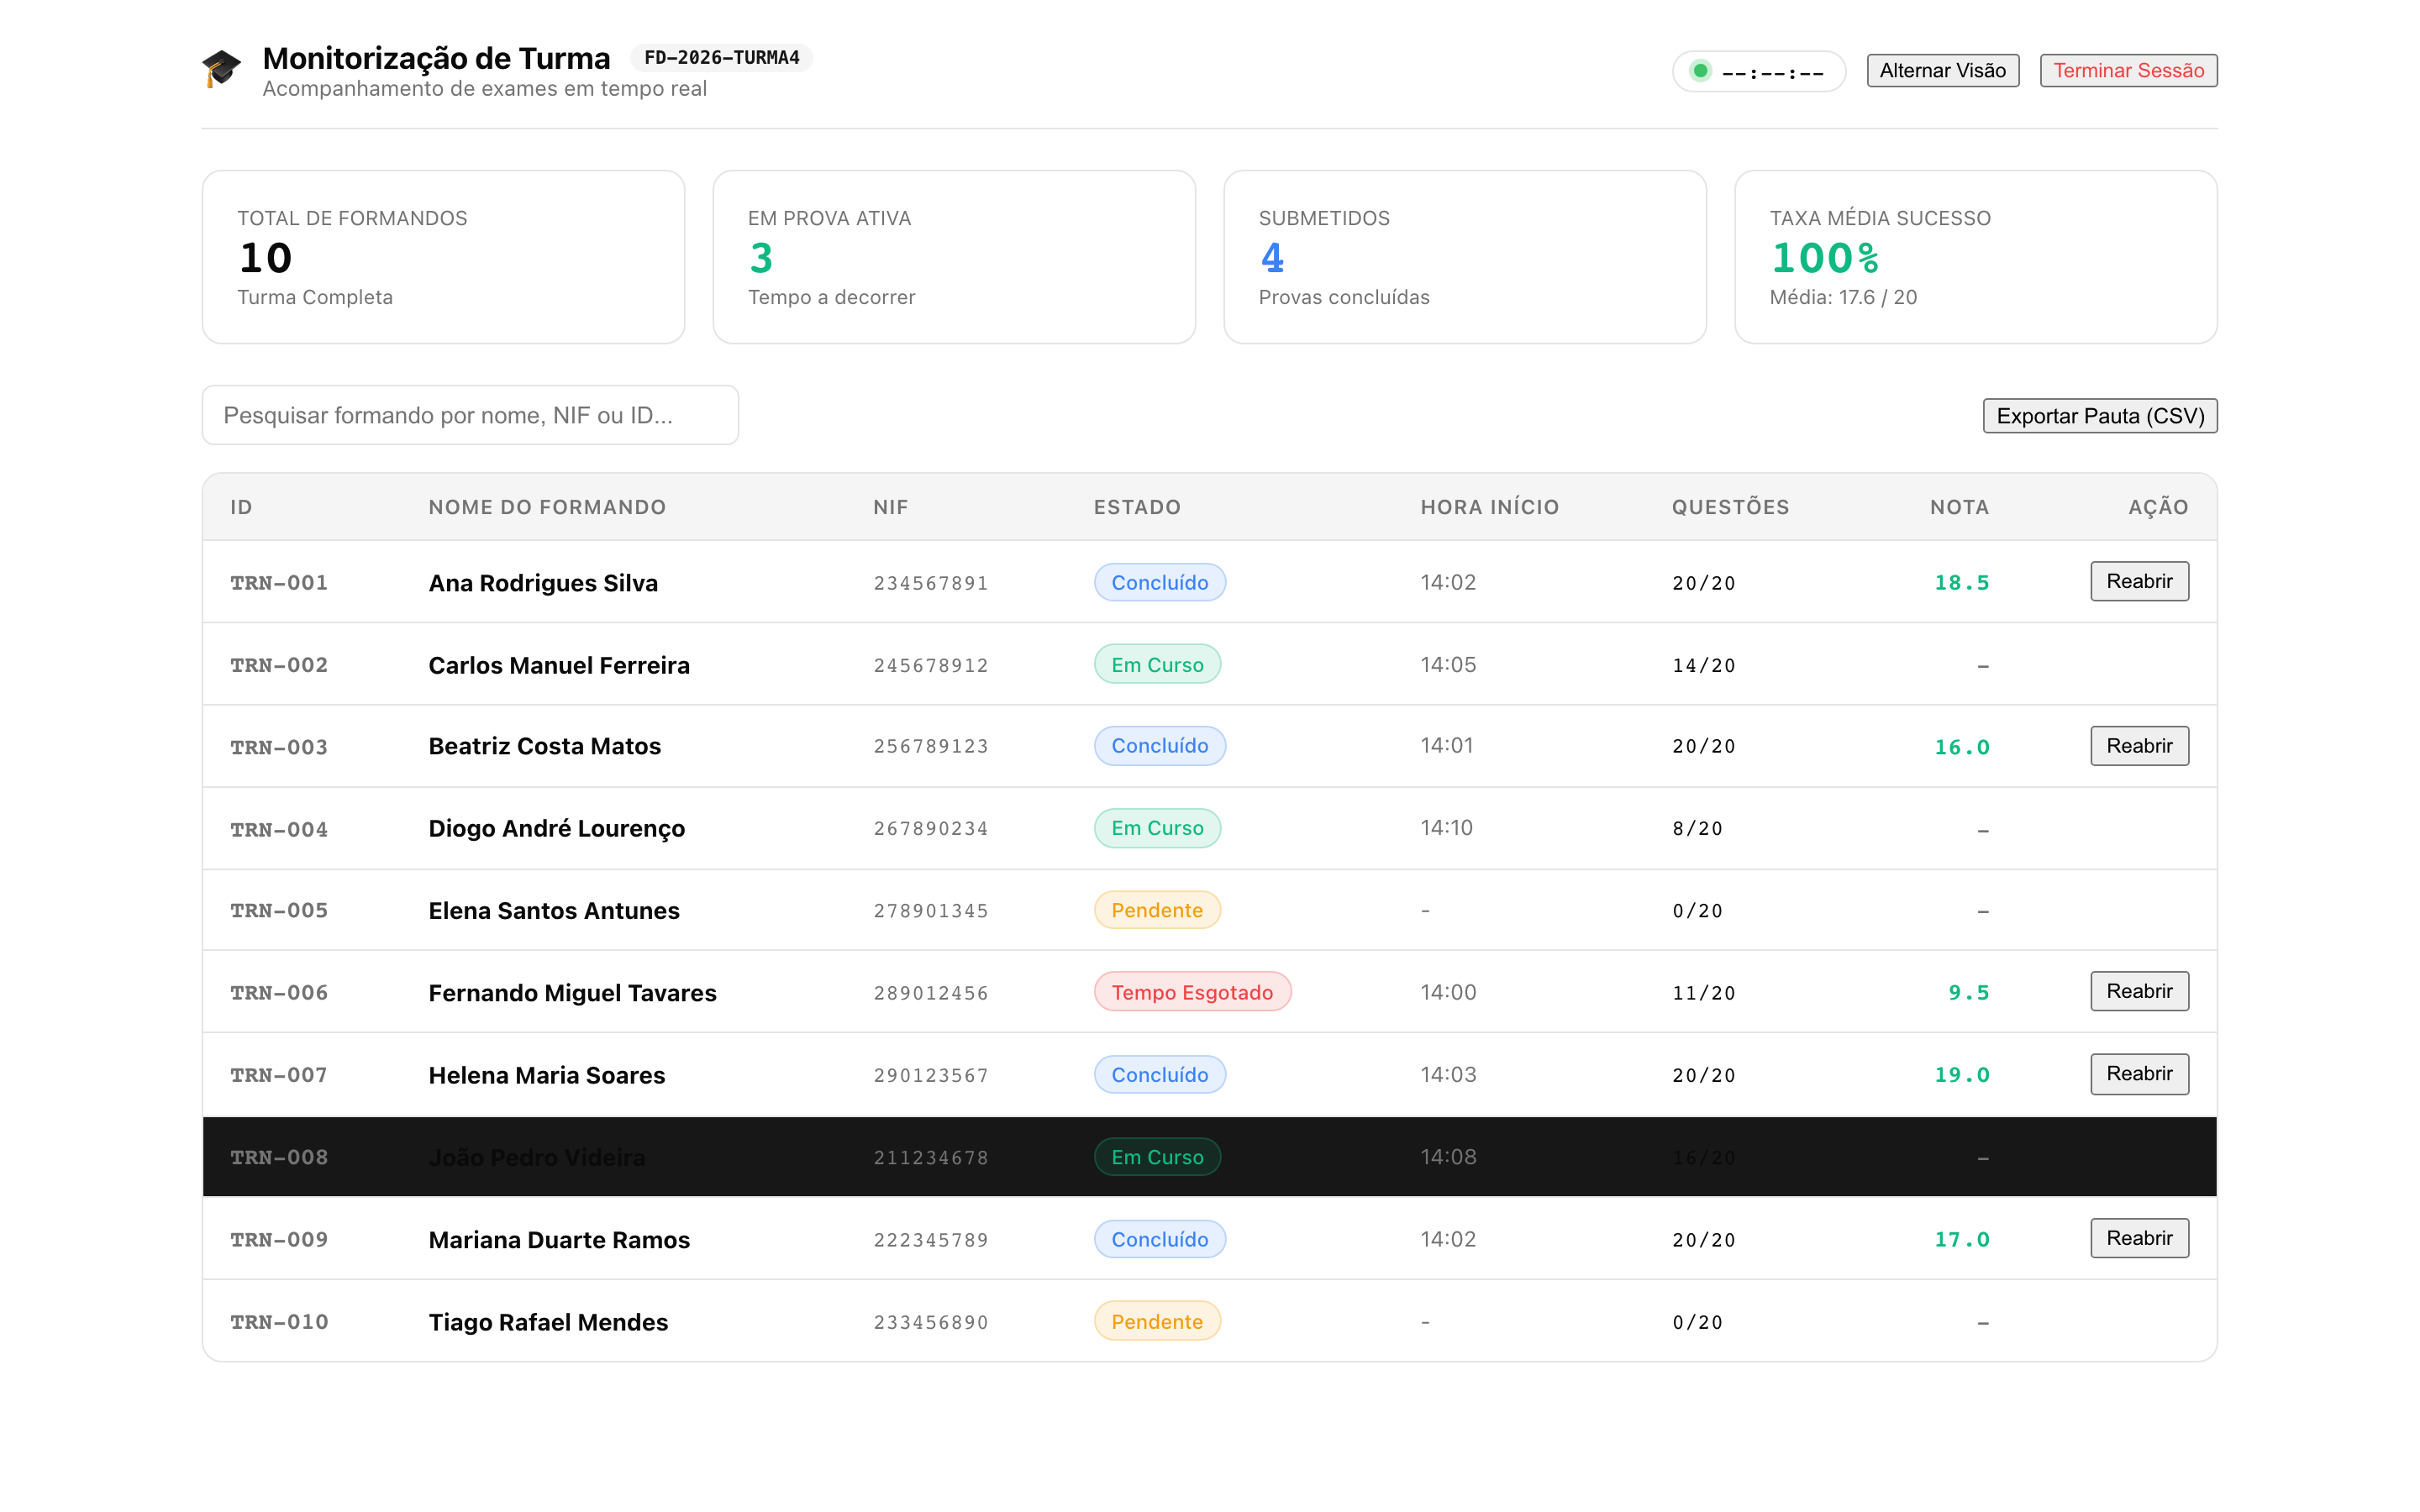 Monitorização de Turma FD-2026-TURMA4
Acompanhamento de exames em tempo real
--:--:--
Alternar Visão
Terminar Sessão
TOTAL DE FORMANDOS
10
Turma Completa
EM PROVA ATIVA
3
Tempo a decorrer
SUBMETIDOS
4
Provas concluídas
TAXA MÉDIA SUCESSO
100%
Média: 17.6 / 20
Pesquisar formando por nome, NIF ou ID...
Exportar Pauta (CSV)
ID NOME DO FORMANDO NIF ESTADO HORA INÍCIO QUESTÕES NOTA AÇÃO
TRN-001 Ana Rodrigues Silva 234567891 Concluído 14:02 20/20 18.5 Reabrir
TRN-002 Carlos Manuel Ferreira 245678912 Em Curso 14:05 14/20 –
TRN-003 Beatriz Costa Matos 256789123 Concluído 14:01 20/20 16.0 Reabrir
TRN-004 Diogo André Lourenço 267890234 Em Curso 14:10 8/20 –
TRN-005 Elena Santos Antunes 278901345 Pendente - 0/20 –
TRN-006 Fernando Miguel Tavares 289012456 Tempo Esgotado 14:00 11/20 9.5 Reabrir
TRN-007 Helena Maria Soares 290123567 Concluído 14:03 20/20 19.0 Reabrir
TRN-008 João Pedro Videira 211234678 Em Curso 14:08 16/20 –
TRN-009 Mariana Duarte Ramos 222345789 Concluído 14:02 20/20 17.0 Reabrir
TRN-010 Tiago Rafael Mendes 233456890 Pendente - 0/20 –